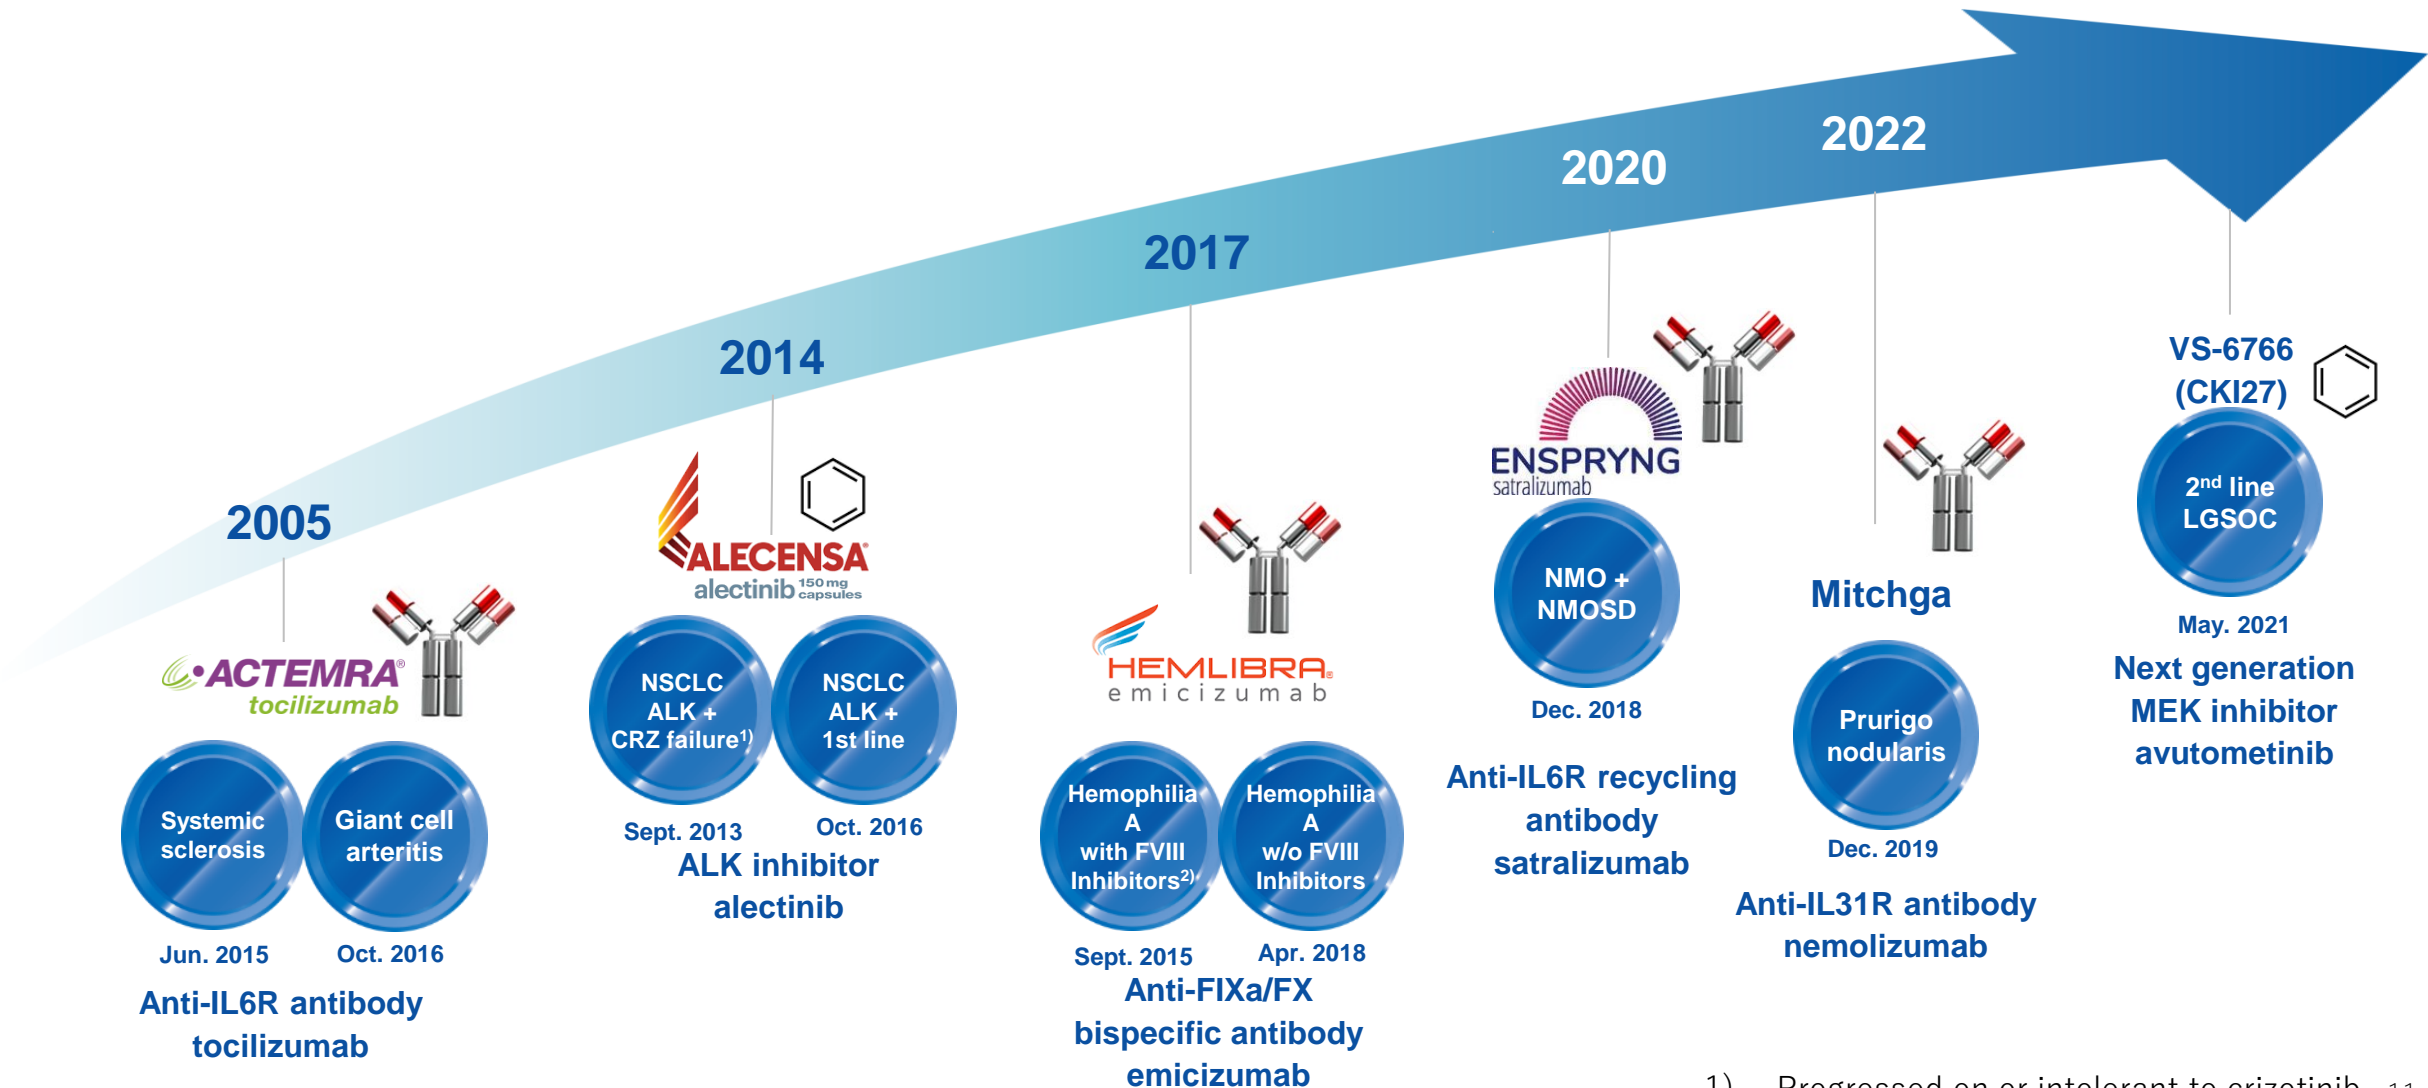 2005
ACTEMRA®
tocilizumab
Systemic
sclerosis
Jun. 2015
Giant cell
arteritis
Oct. 2016
Anti-IL6R antibody
tocilizumab
2014
ALECENSA®
alectinib 150 mg
capsules
NSCLC
ALK +
CRZ failure1)
Sept. 2013
NSCLC
ALK +
1st line
Oct. 2016
ALK inhibitor
alectinib
2017
HEMLIBRA®
emicizumab
Hemophilia
A
with FVIII
Inhibitors2)
Sept. 2015
Hemophilia
A
w/o FVIII
Inhibitors
Apr. 2018
Anti-FIXa/FX
bispecific antibody
emicizumab
2020
ENSPRYNG
satralizumab
NMO +
NMOSD
Dec. 2018
Anti-IL6R recycling
antibody
satralizumab
2022
Mitchga
Prurigo
nodularis
Dec. 2019
Anti-IL31R antibody
nemolizumab
VS-6766
(CKI27)
2nd line
LGSOC
May. 2021
Next generation
MEK inhibitor
avutometinib
1) Progressed on or intolerant to crizotinib
11